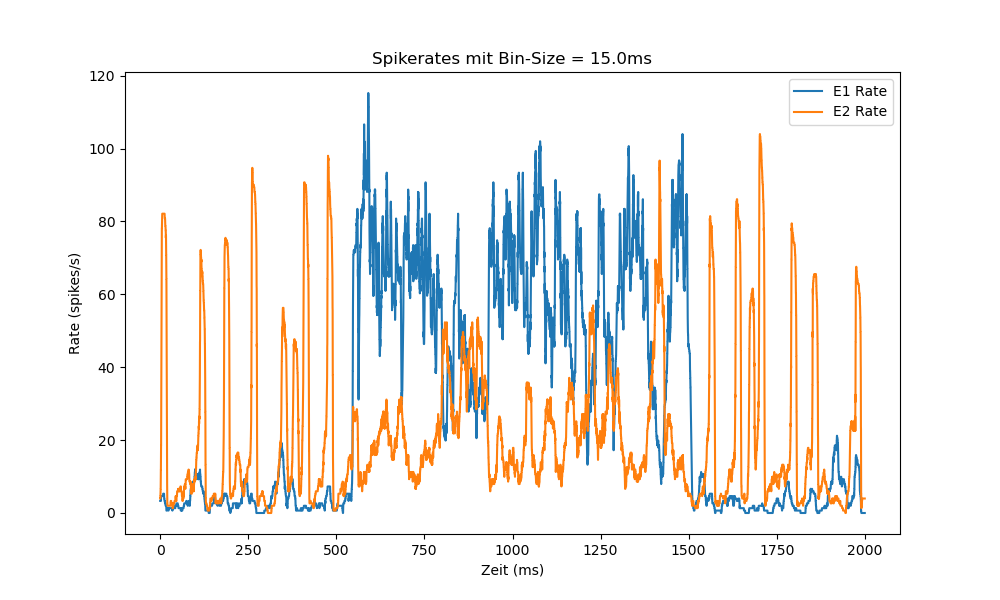 Spikerates mit Bin-Size = 15.0ms
120
100
80
60
40
20
0
Rate (spikes/s)
E1 Rate
E2 Rate
0 250 500 750 1000 1250 1500 1750 2000
Zeit (ms)